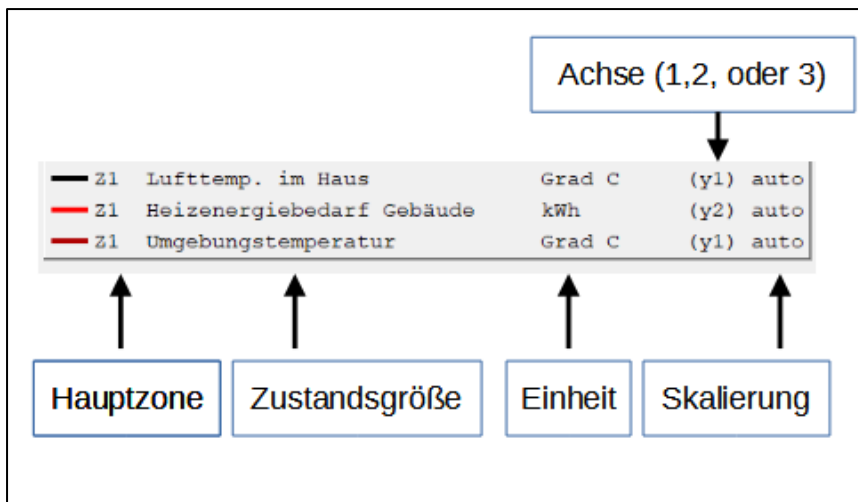 Achse (1,2, oder 3)
Z1 Lufttemp. im Haus Grad C (y1) auto
Z1 Heizenergiebedarf Gebäude kWh (y2) auto
Z1 Umgebungstemperatur Grad C (y1) auto
Hauptzone Zustandsgröße Einheit Skalierung